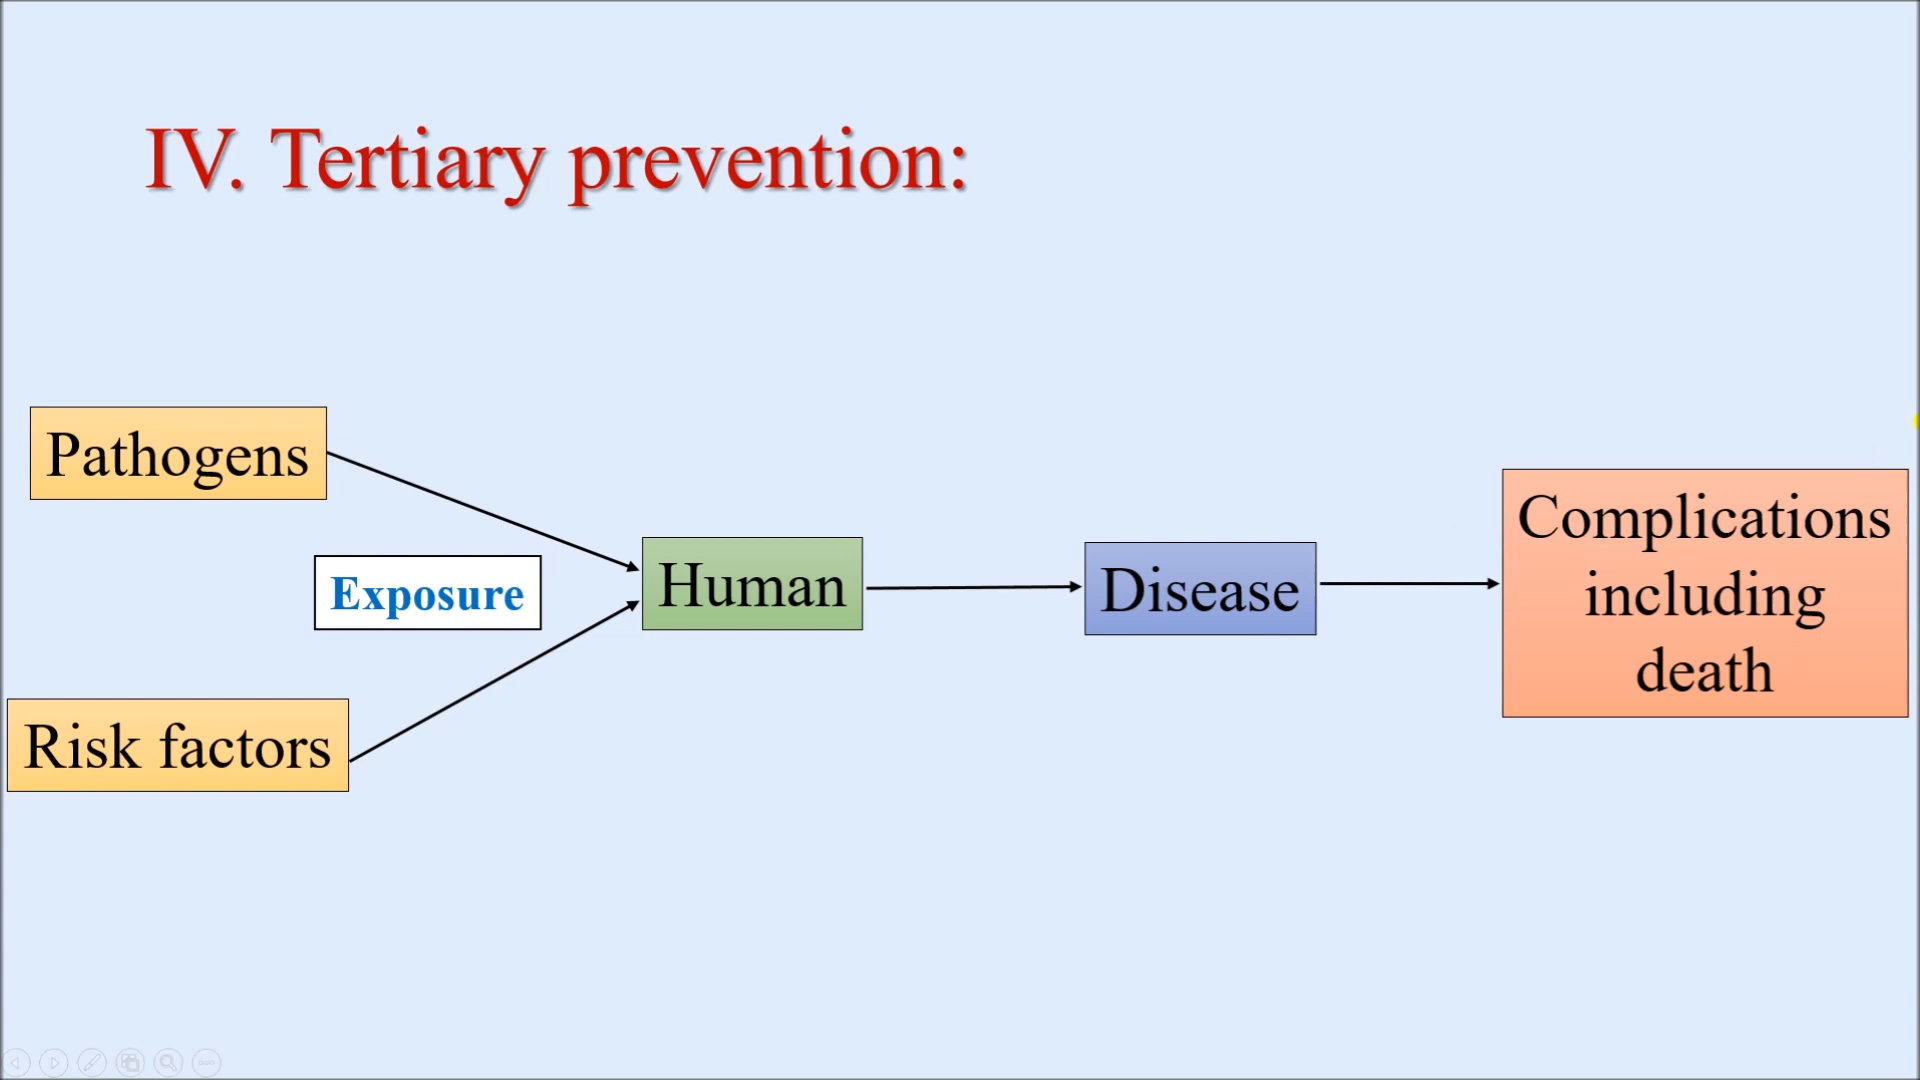 IV. Tertiary prevention:
Pathogens
Exposure
Risk factors
Human
Disease
Complications
including
death